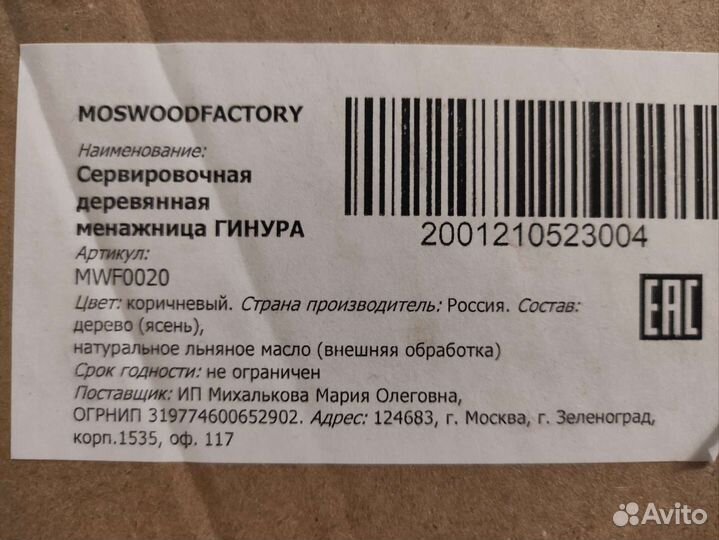 MOSWOODFACTORY
Наименование:
Сервировочная
деревянная
менажница ГИНУРА
Артикул:
MWF0020
2001210523004
EAC
Цвет: коричневый. Страна производитель: Россия. Состав:
дерево (ясень),
натуральное льняное масло (внешняя обработка)
Срок годности: не ограничен
Поставщик: ИП Михалькова Мария Олеговна,
ОГРНИП 319774600652902. Адрес: 124683, г. Москва, г. Зеленоград,
корп.1535, оф. 117
Avito